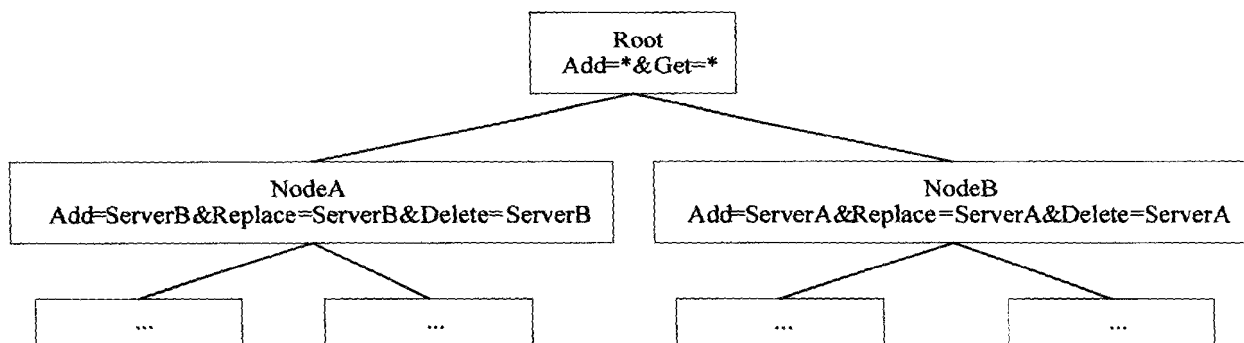 Root
Add=*&Get=*
NodeA
Add=ServerB&Replace=ServerB&Delete=ServerB
NodeB
Add=ServerA&Replace=ServerA&Delete=ServerA
...
...
...
...